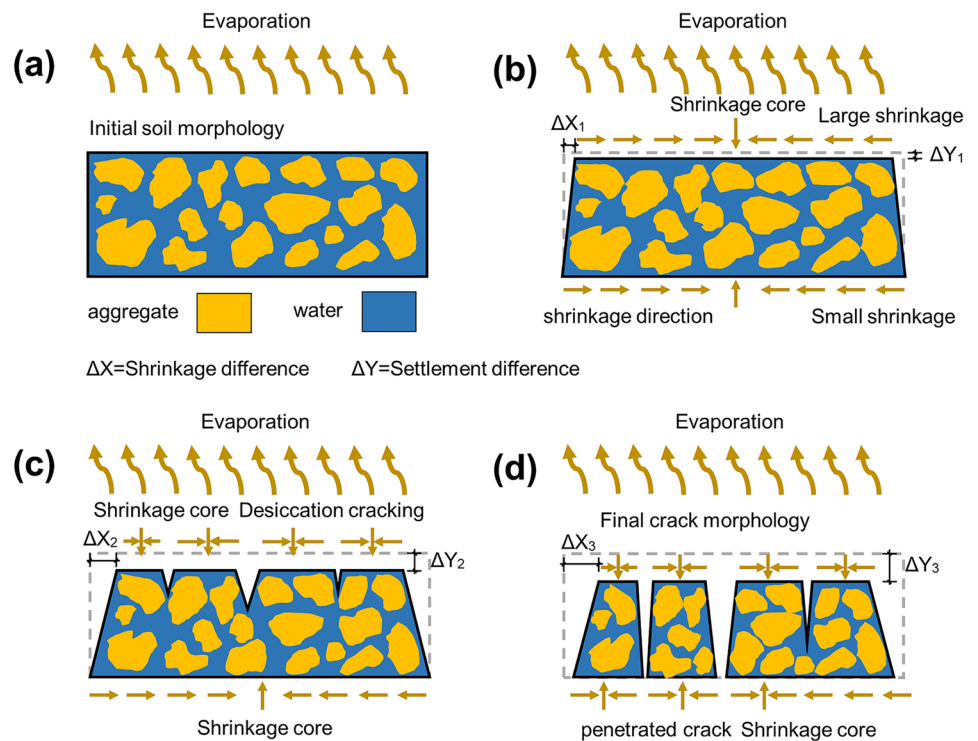 Evaporation
(a)
Initial soil morphology
aggregate
water
ΔX=Shrinkage difference
ΔY=Settlement difference
Evaporation
(b)
Shrinkage core
Large shrinkage
ΔX1
ΔY1
shrinkage direction
Small shrinkage
Evaporation
(c)
Shrinkage core
Desiccation cracking
ΔX2
ΔY2
Shrinkage core
Evaporation
(d)
Final crack morphology
ΔX3
ΔY3
penetrated crack
Shrinkage core